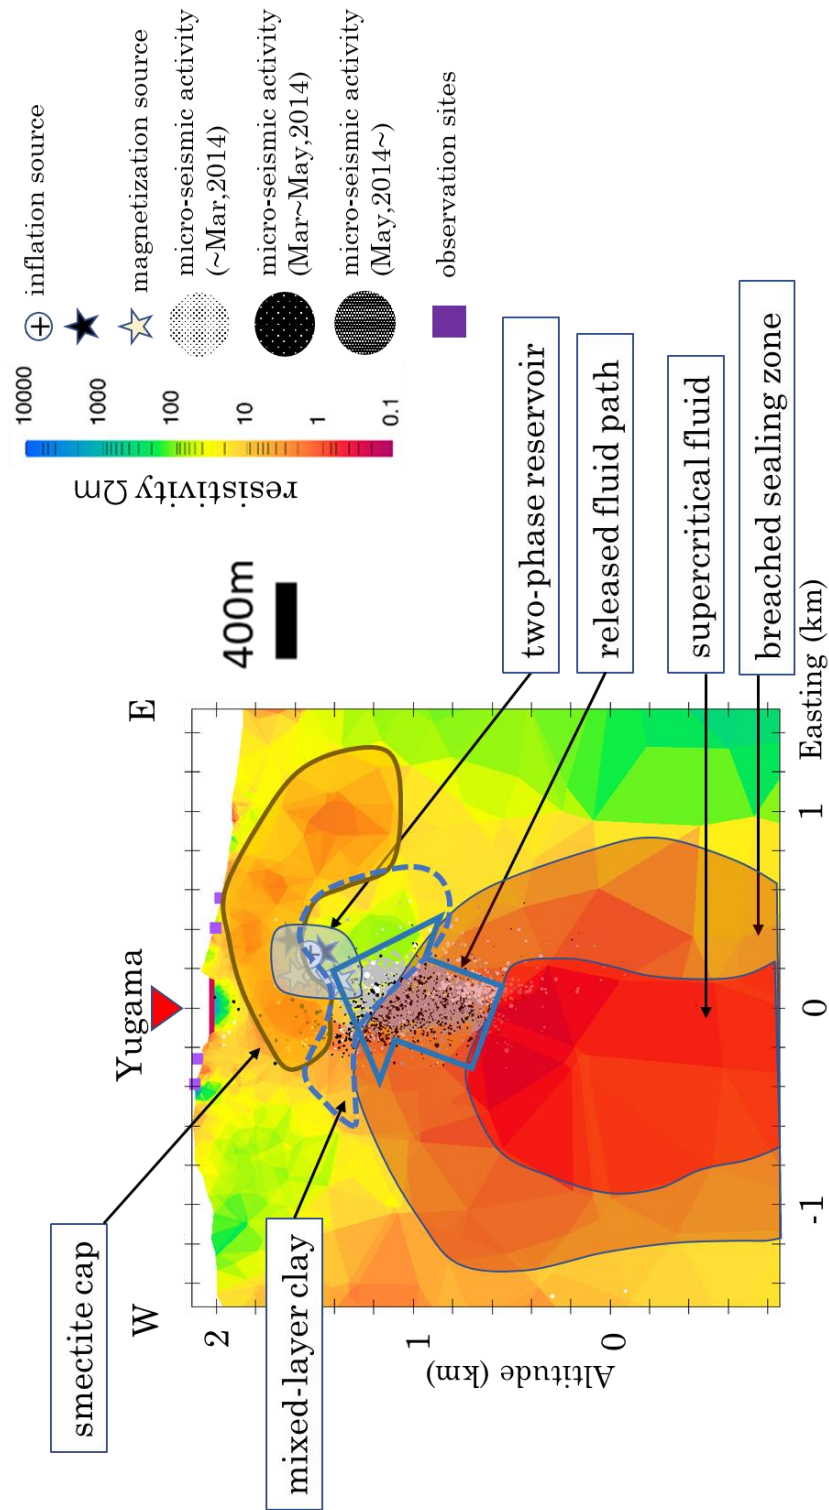 inflation source
magnetization source
micro-seismic activity
(~Mar,2014)
micro-seismic activity
(Mar~May,2014)
micro-seismic activity
(May,2014~)
observation sites
10000
1000
100
10
1
0.1
resistivity Ωm
400m
two-phase reservoir
released fluid path
supercritical fluid
breached sealing zone
smectite cap
mixed-layer clay
W
Yugama
E
2
1
0
Altitude (km)
-1
0
1
Easting (km)